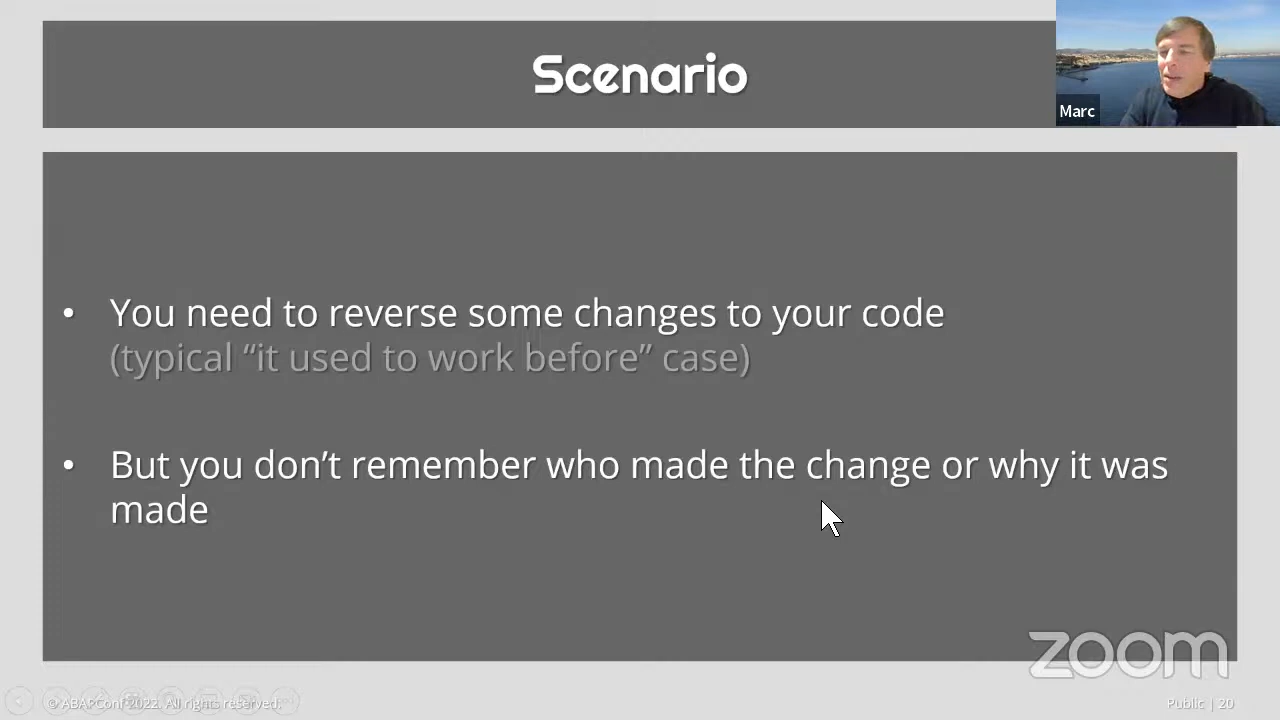 Scenario
Marc
• You need to reverse some changes to your code
(typical “it used to work before” case)
• But you don’t remember who made the change or why it was
made
zoom
© ABAPConf 2022. All rights reserved.
Public | 20